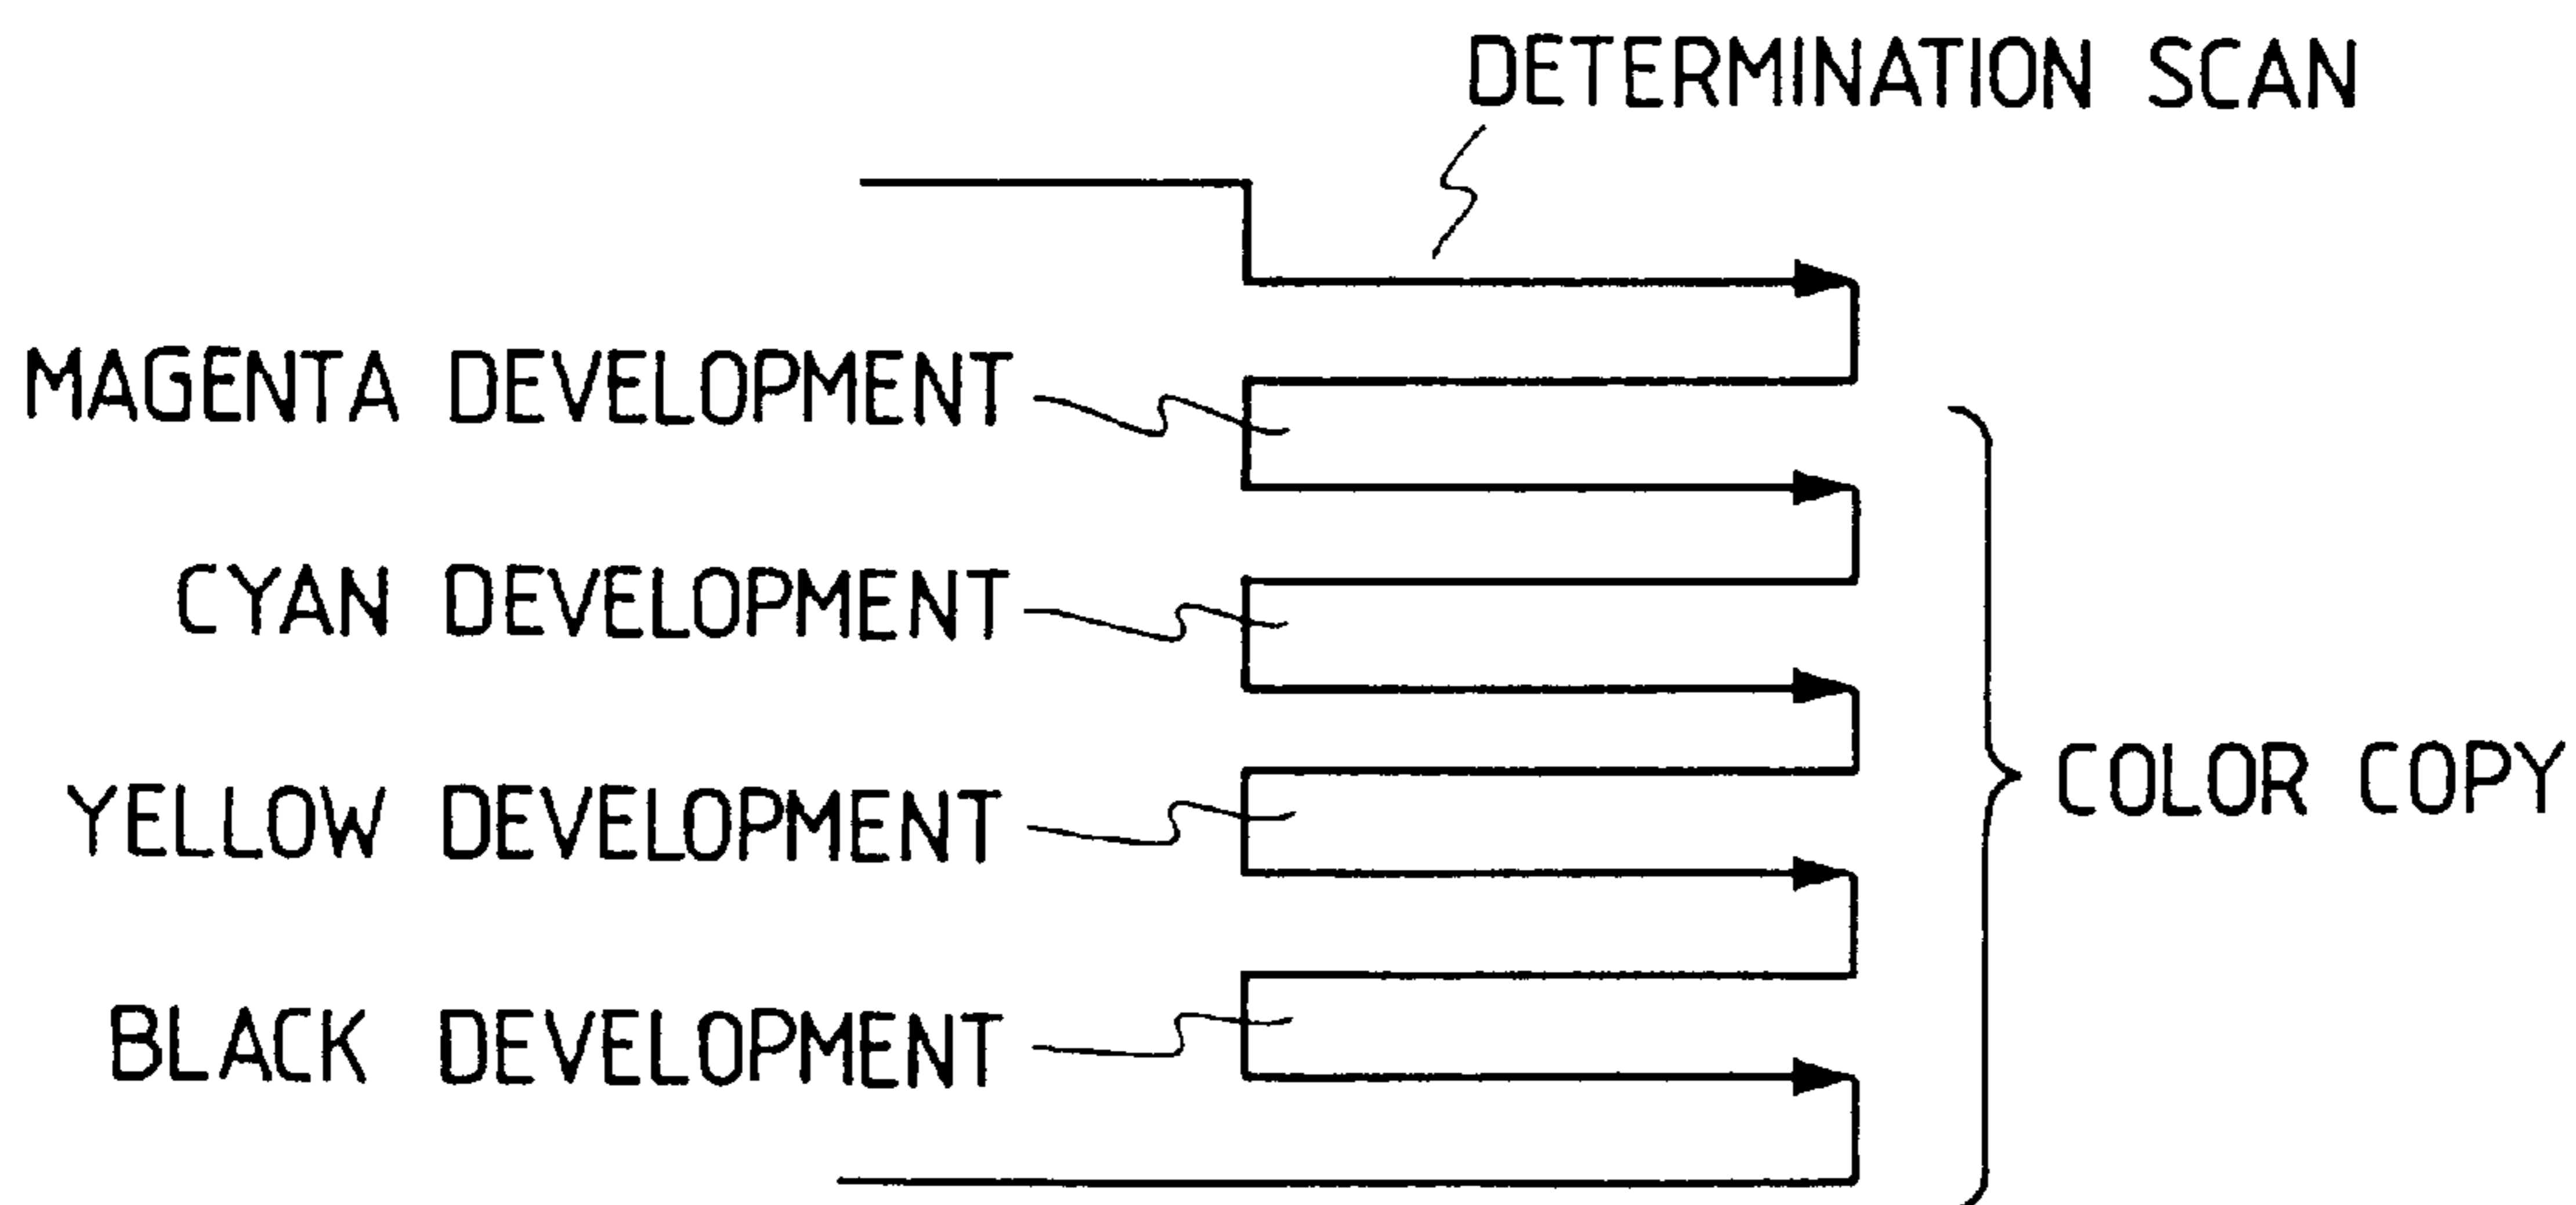 DETERMINATION SCAN
MAGENTA DEVELOPMENT
CYAN DEVELOPMENT
YELLOW DEVELOPMENT
COLOR COPY
BLACK DEVELOPMENT